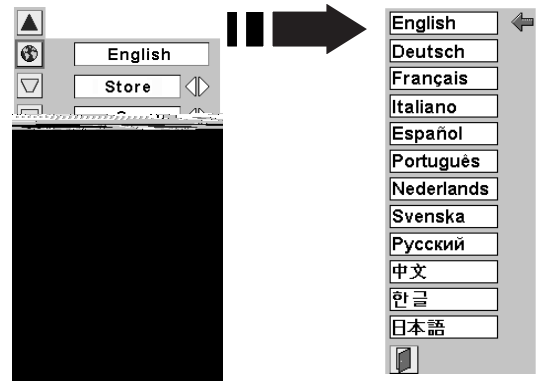 English
Store
English
Deutsch
Français
Italiano
Español
Português
Nederlands
Svenska
Русский
中文
한글
日本語